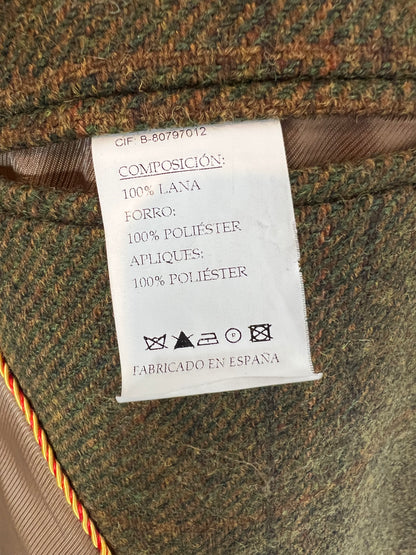 CIF: B-80797012
COMPOSICIÓN:
100% LANA
FORRO:
100% POLIÉSTER
APLIQUES:
100% POLIÉSTER
FABRICADO EN ESPAÑA